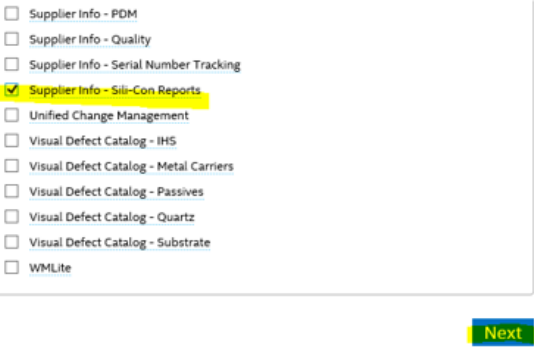 Supplier Info - PDM
Supplier Info - Quality
Supplier Info - Serial Number Tracking
Supplier Info - Sili-Con Reports
Unified Change Management
Visual Defect Catalog - IHS
Visual Defect Catalog - Metal Carriers
Visual Defect Catalog - Passives
Visual Defect Catalog - Quartz
Visual Defect Catalog - Substrate
WMLite
Next